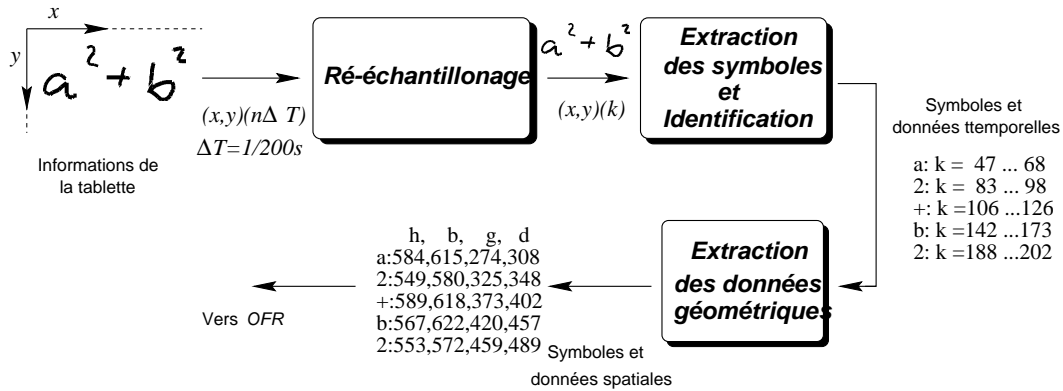 x
y
a² + b²
Informations de
la tablette
(x,y)(nΔ T)
ΔT=1/200s
Ré-échantillonage
a² + b²
(x,y)(k)
Extraction
des symboles
et
Identification
Symboles et
données ttemporelles
a: k = 47 ... 68
2: k = 83 ... 98
+: k =106 ...126
b: k =142 ...173
2: k =188 ...202
Extraction
des données
géométriques
h, b, g, d
a:584,615,274,308
2:549,580,325,348
+:589,618,373,402
b:567,622,420,457
2:553,572,459,489
Symboles et
données spatiales
Vers OFR